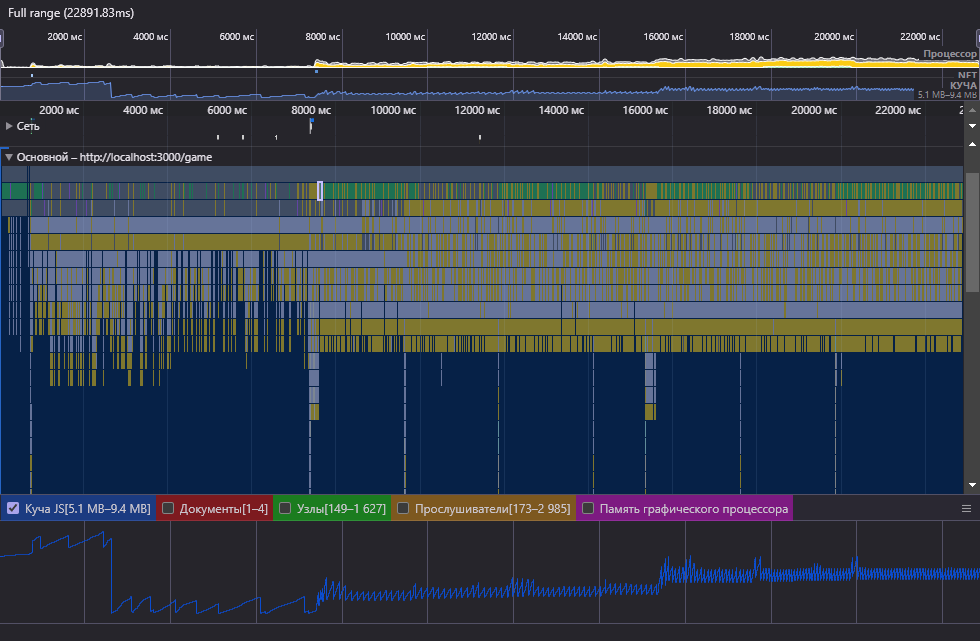 Full range (22891.83ms)
2000 мс 4000 мс 6000 мс 8000 мс 10000 мс 12000 мс 14000 мс 16000 мс 18000 мс 20000 мс 22000 мс
Процессор
NFT
КУЧА
5.1 MB–9.4 MB
2000 мс 4000 мс 6000 мс 8000 мс 10000 мс 12000 мс 14000 мс 16000 мс 18000 мс 20000 мс 22000 мс
Сеть
Основной – http://localhost:3000/game
Куча JS[5.1 MB–9.4 MB] Документы[1–4] Узлы[149–1 627] Прослушиватели[173–2 985] Память графического процессора